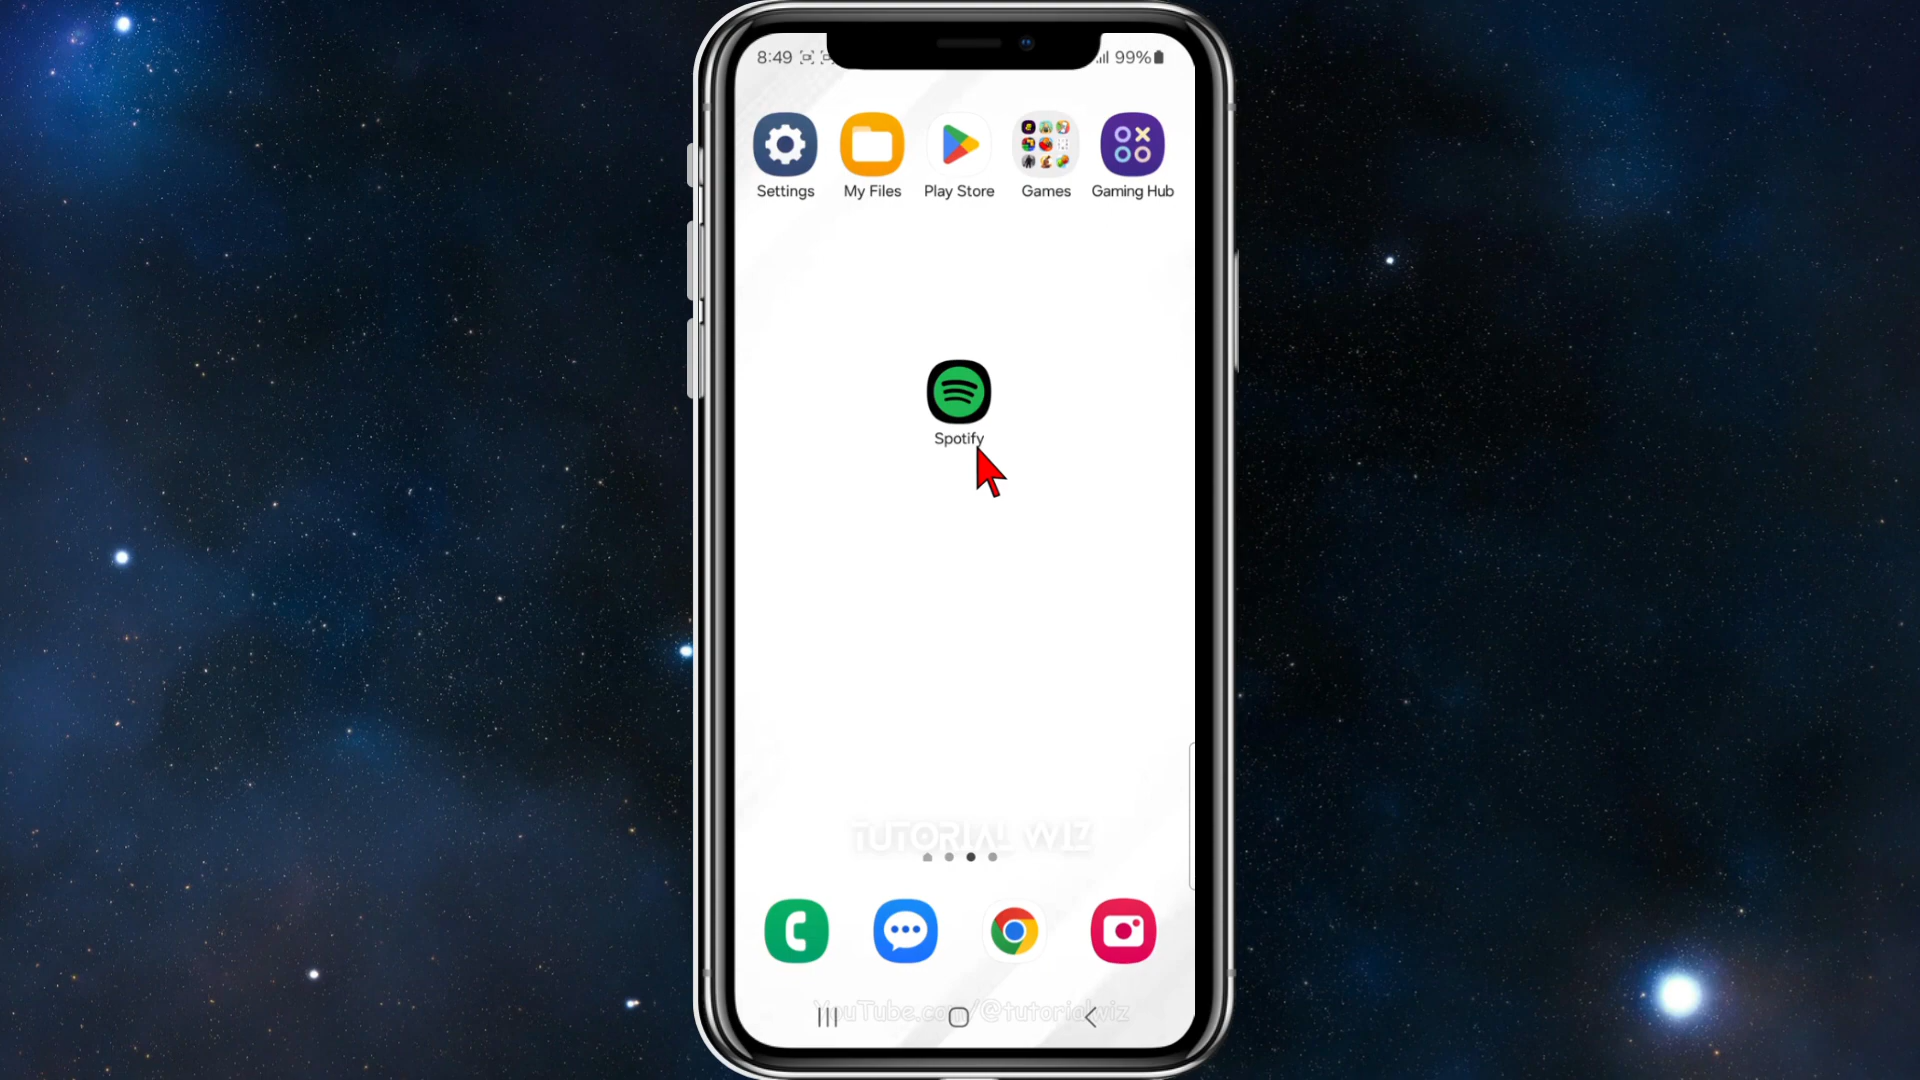 8:49 99%
Settings My Files Play Store Games Gaming Hub
Spotify
TUTORIAL WIZ
YouTube.com/@tutorialwiz